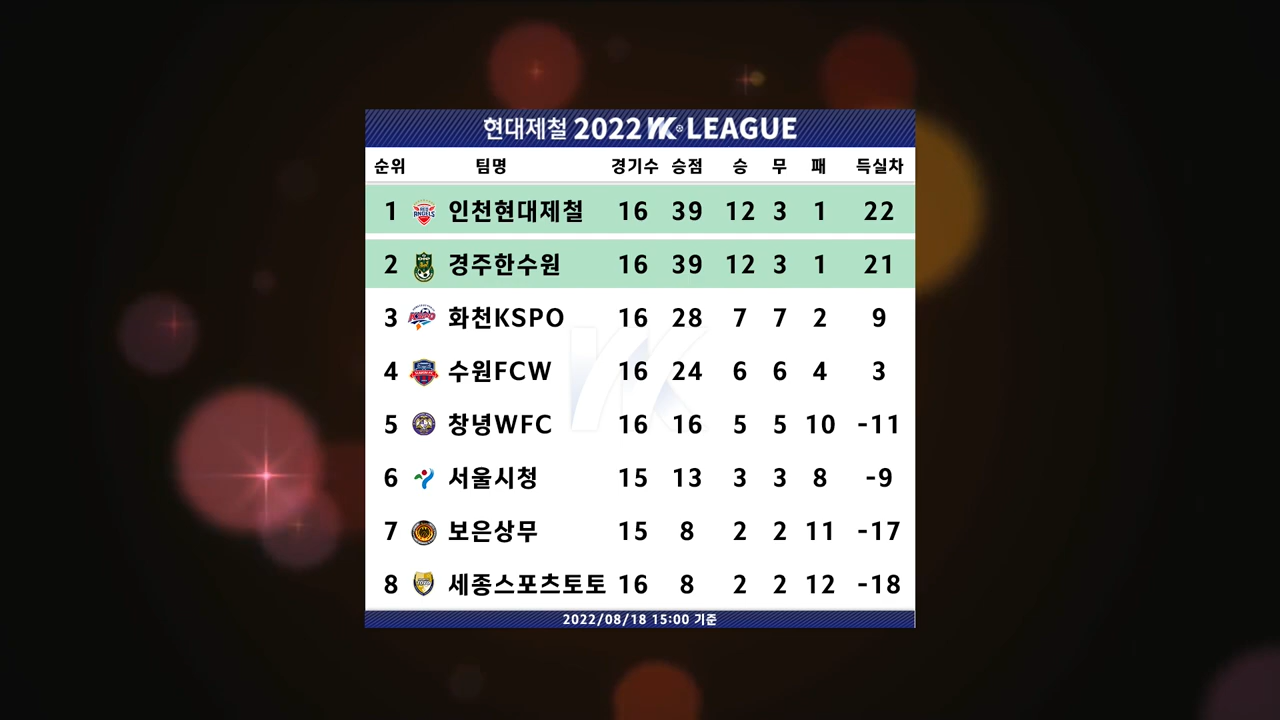 현대제철 2022 WK LEAGUE
순위 팀명 경기수 승점 승 무 패 득실차
1 인천현대제철 16 39 12 3 1 22
2 경주한수원 16 39 12 3 1 21
3 화천KSPO 16 28 7 7 2 9
4 수원FCW 16 24 6 6 4 3
5 창녕WFC 16 16 5 5 10 -11
6 서울시청 15 13 3 3 8 -9
7 보은상무 15 8 2 2 11 -17
8 세종스포츠토토 16 8 2 2 12 -18
2022/08/18 15:00 기준